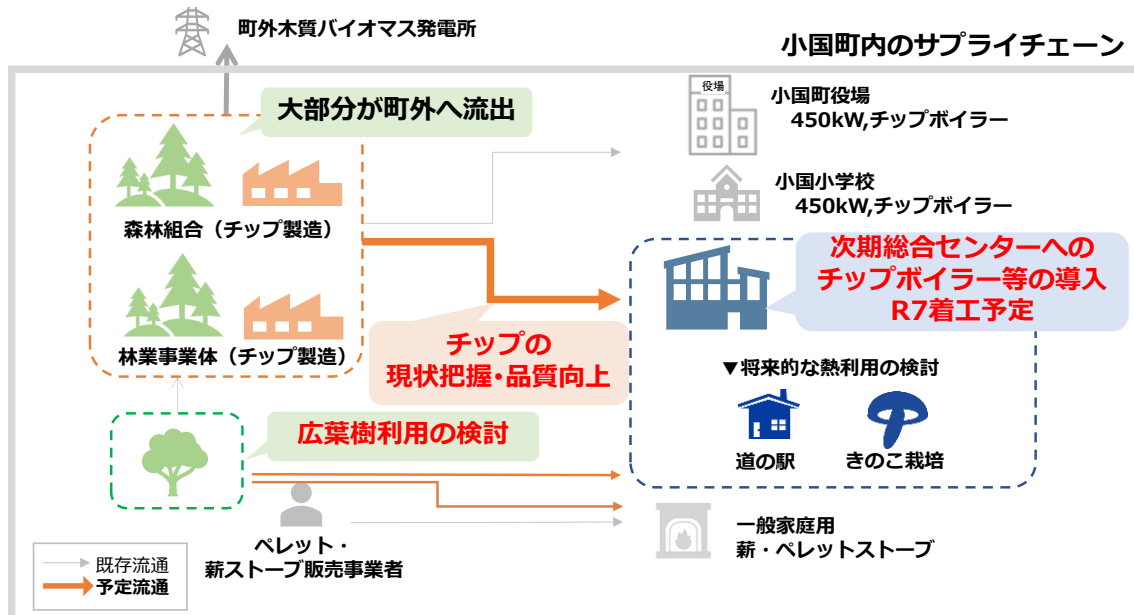 町外木質バイオマス発電所
小国町内のサプライチェーン
大部分が町外へ流出
役場
小国町役場
450kW,チップボイラー
小国小学校
450kW,チップボイラー
森林組合（チップ製造）
次期総合センターへの
チップボイラー等の導入
R7着工予定
林業事業体（チップ製造）
チップの
現状把握・品質向上
▼将来的な熱利用の検討
道の駅
きのこ栽培
広葉樹利用の検討
ペレット・
薪ストーブ販売事業者
一般家庭用
薪・ペレットストーブ
既存流通
予定流通